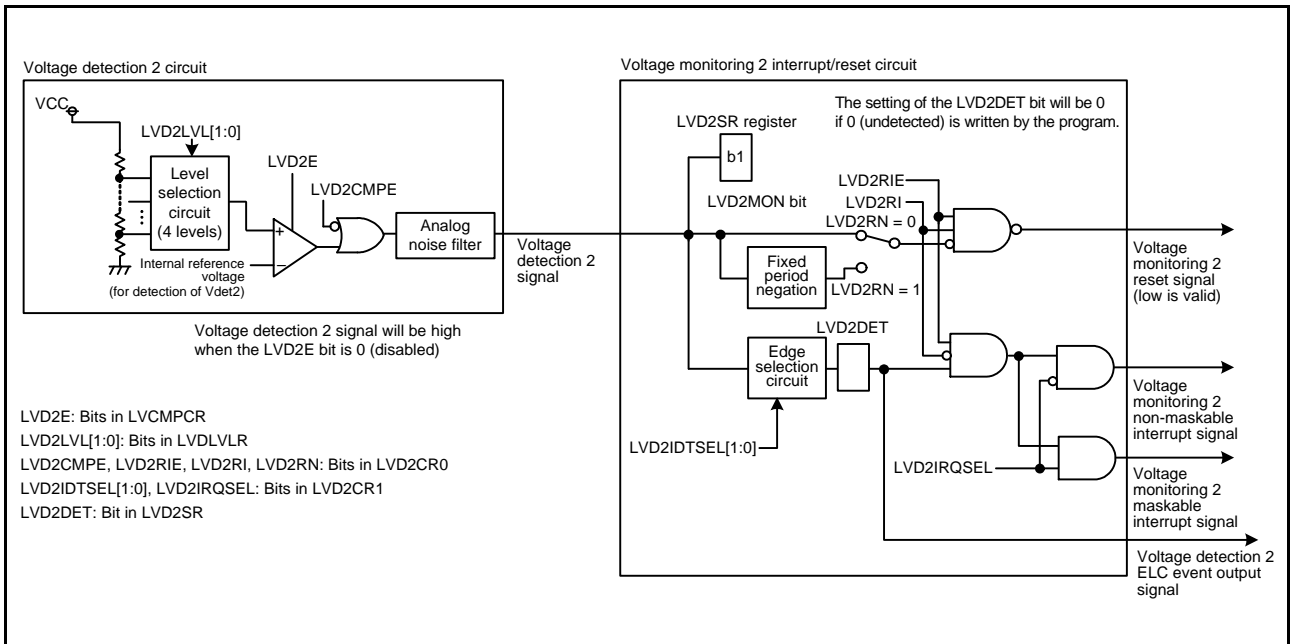 Voltage detection 2 circuit
VCC
LVD2LVL[1:0]
Level
selection
circuit
(4 levels)
LVD2E
LVD2CMPE
+
−
Internal reference
voltage
(for detection of Vdet2)
Analog
noise filter
Voltage detection 2 signal will be high
when the LVD2E bit is 0 (disabled)
Voltage
detection 2
signal
Voltage monitoring 2 interrupt/reset circuit
The setting of the LVD2DET bit will be 0
if 0 (undetected) is written by the program.
LVD2SR register
b1
LVD2MON bit
LVD2RIE
LVD2RI
LVD2RN = 0
Fixed
period
negation
LVD2RN = 1
LVD2DET
Edge
selection
circuit
LVD2IDTSEL[1:0]
LVD2IRQSEL
Voltage
monitoring 2
reset signal
(low is valid)
Voltage
monitoring 2
non-maskable
interrupt signal
Voltage
monitoring 2
maskable
interrupt signal
Voltage detection 2
ELC event output
signal
LVD2E: Bits in LVCMPCR
LVD2LVL[1:0]: Bits in LVDLVLR
LVD2CMPE, LVD2RIE, LVD2RI, LVD2RN: Bits in LVD2CR0
LVD2IDTSEL[1:0], LVD2IRQSEL: Bits in LVD2CR1
LVD2DET: Bit in LVD2SR